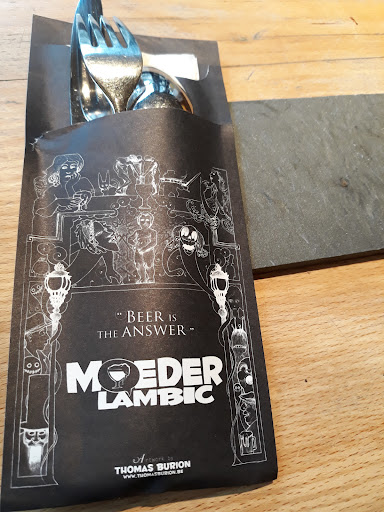 " BEER IS
THE ANSWER "
MOEDER
LAMBIC
Artwork by
THOMAS BURION
WWW.THOMASBURION.BE